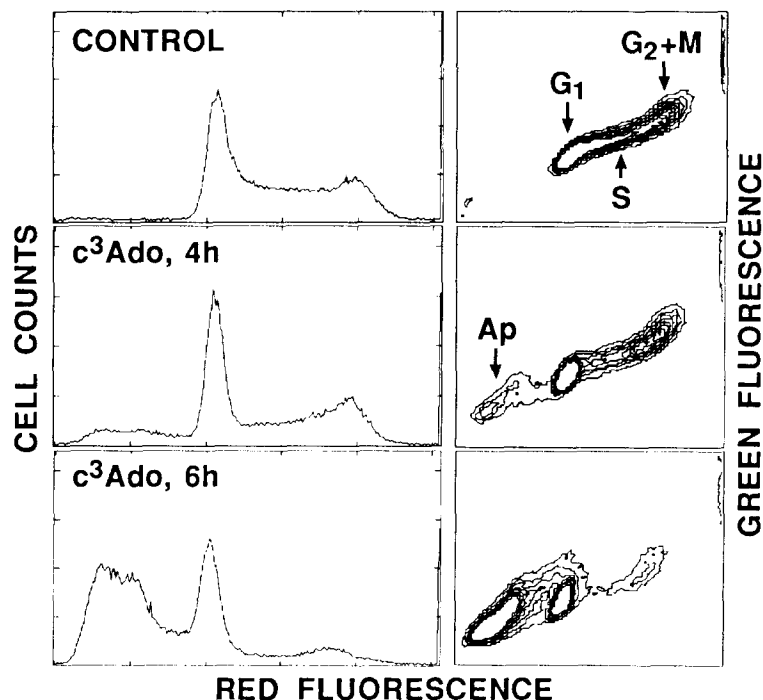 CONTROL
G₂+M
G₁
S
c³Ado, 4h
Ap
c³Ado, 6h
CELL COUNTS
GREEN FLUORESCENCE
RED FLUORESCENCE